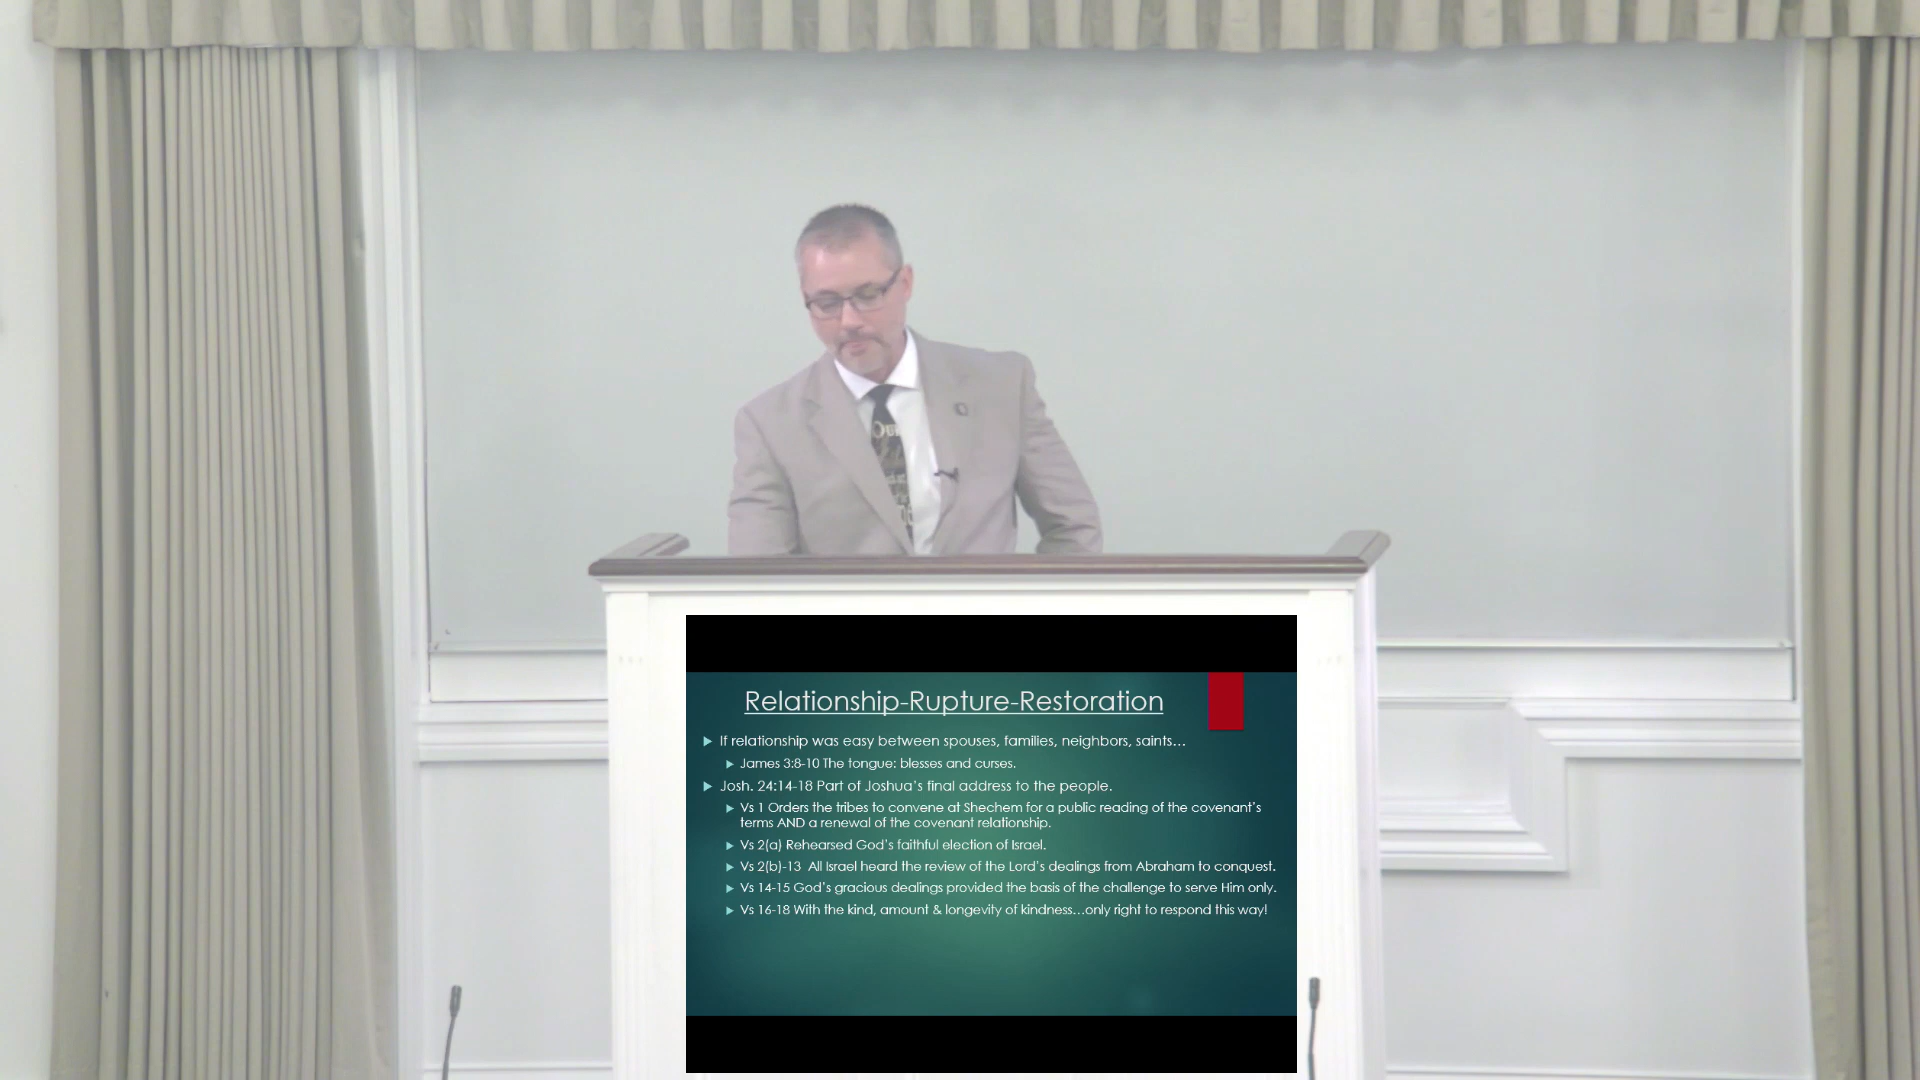 Our
Relationship-Rupture-Restoration
If relationship was easy between spouses, families, neighbors, saints…
James 3:8-10 The tongue: blesses and curses.
Josh. 24:14-18 Part of Joshua's final address to the people.
Vs 1 Orders the tribes to convene at Shechem for a public reading of the covenant's
terms AND a renewal of the covenant relationship.
Vs 2(a) Rehearsed God's faithful election of Israel.
Vs 2(b)-13  All Israel heard the review of the Lord's dealings from Abraham to conquest.
Vs 14-15 God's gracious dealings provided the basis of the challenge to serve Him only.
Vs 16-18 With the kind, amount & longevity of kindness…only right to respond this way!